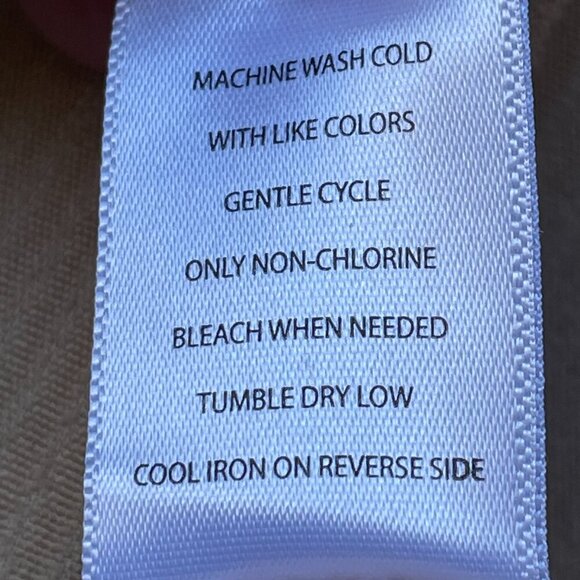 MACHINE WASH COLD
WITH LIKE COLORS
GENTLE CYCLE
ONLY NON-CHLORINE
BLEACH WHEN NEEDED
TUMBLE DRY LOW
COOL IRON ON REVERSE SIDE